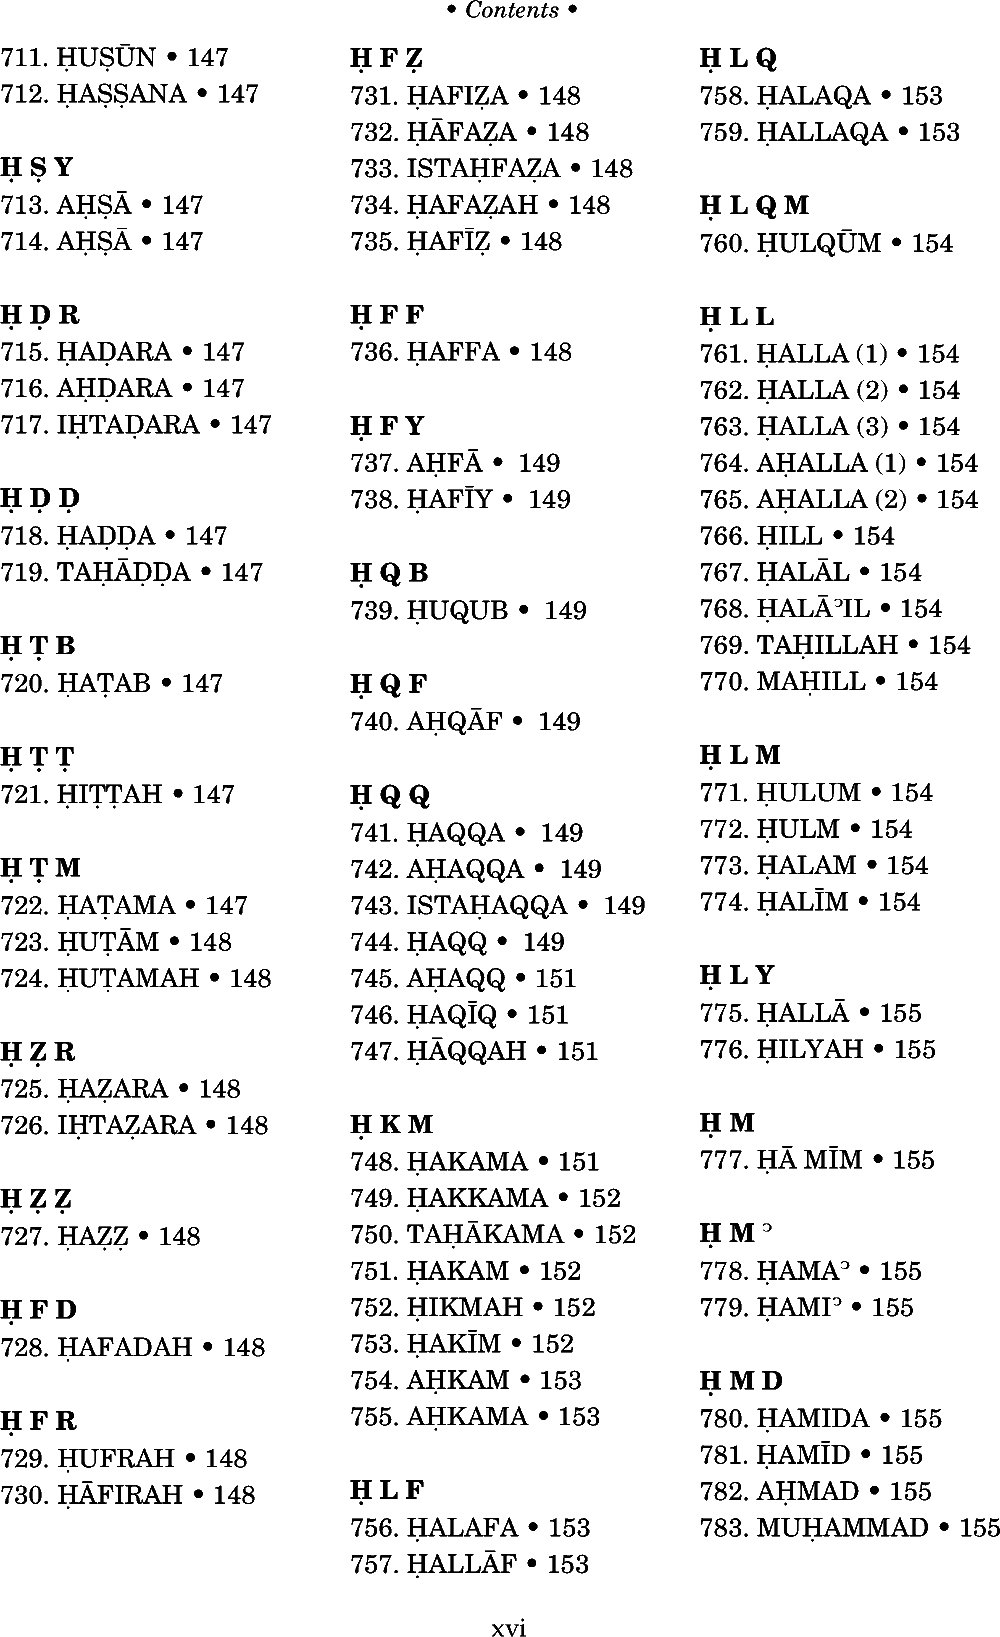 • Contents •
711. ḤUṢŪN • 147
712. ḤAṢṢANA • 147
Ḥ Ṣ Y
713. AḤṢĀ • 147
714. AḤṢĀ • 147
Ḥ Ḍ R
715. ḤAḌARA • 147
716. AḤḌARA • 147
717. IḤTAḌARA • 147
Ḥ Ḍ Ḍ
718. ḤAḌḌA • 147
719. TAḤĀḌḌA • 147
Ḥ Ṭ B
720. ḤAṬAB • 147
Ḥ Ṭ Ṭ
721. ḤIṬṬAH • 147
Ḥ Ṭ M
722. ḤAṬAMA • 147
723. ḤUṬĀM • 148
724. ḤUṬAMAH • 148
Ḥ Ẓ R
725. ḤAẒARA • 148
726. IḤTAẒARA • 148
Ḥ Ẓ Ẓ
727. ḤAẒẒ • 148
Ḥ F D
728. ḤAFADAH • 148
Ḥ F R
729. ḤUFRAH • 148
730. ḤĀFIRAH • 148
Ḥ F Ẓ
731. ḤAFIẒA • 148
732. ḤĀFAẒA • 148
733. ISTAḤFAẒA • 148
734. ḤAFAẒAH • 148
735. ḤAFĪẒ • 148
Ḥ F F
736. ḤAFFA • 148
Ḥ F Y
737. AḤFĀ • 149
738. ḤAFĪY • 149
Ḥ Q B
739. ḤUQUB • 149
Ḥ Q F
740. AḤQĀF • 149
Ḥ Q Q
741. ḤAQQA • 149
742. AḤAQQA • 149
743. ISTAḤAQQA • 149
744. ḤAQQ • 149
745. AḤAQQ • 151
746. ḤAQĪQ • 151
747. ḤĀQQAH • 151
Ḥ K M
748. ḤAKAMA • 151
749. ḤAKKAMA • 152
750. TAḤĀKAMA • 152
751. ḤAKAM • 152
752. ḤIKMAH • 152
753. ḤAKĪM • 152
754. AḤKAM • 153
755. AḤKAMA • 153
Ḥ L F
756. ḤALAFA • 153
757. ḤALLĀF • 153
Ḥ L Q
758. ḤALAQA • 153
759. ḤALLAQA • 153
Ḥ L Q M
760. ḤULQŪM • 154
Ḥ L L
761. ḤALLA (1) • 154
762. ḤALLA (2) • 154
763. ḤALLA (3) • 154
764. AḤALLA (1) • 154
765. AḤALLA (2) • 154
766. ḤILL • 154
767. ḤALĀL • 154
768. ḤALĀʾIL • 154
769. TAḤILLAH • 154
770. MAḤILL • 154
Ḥ L M
771. ḤULUM • 154
772. ḤULM • 154
773. ḤALAM • 154
774. ḤALĪM • 154
Ḥ L Y
775. ḤALLĀ • 155
776. ḤILYAH • 155
Ḥ M
777. ḤĀ MĪM • 155
Ḥ M ʾ
778. ḤAMAʾ • 155
779. ḤAMIʾ • 155
Ḥ M D
780. ḤAMIDA • 155
781. ḤAMĪD • 155
782. AḤMAD • 155
783. MUḤAMMAD • 155
xvi